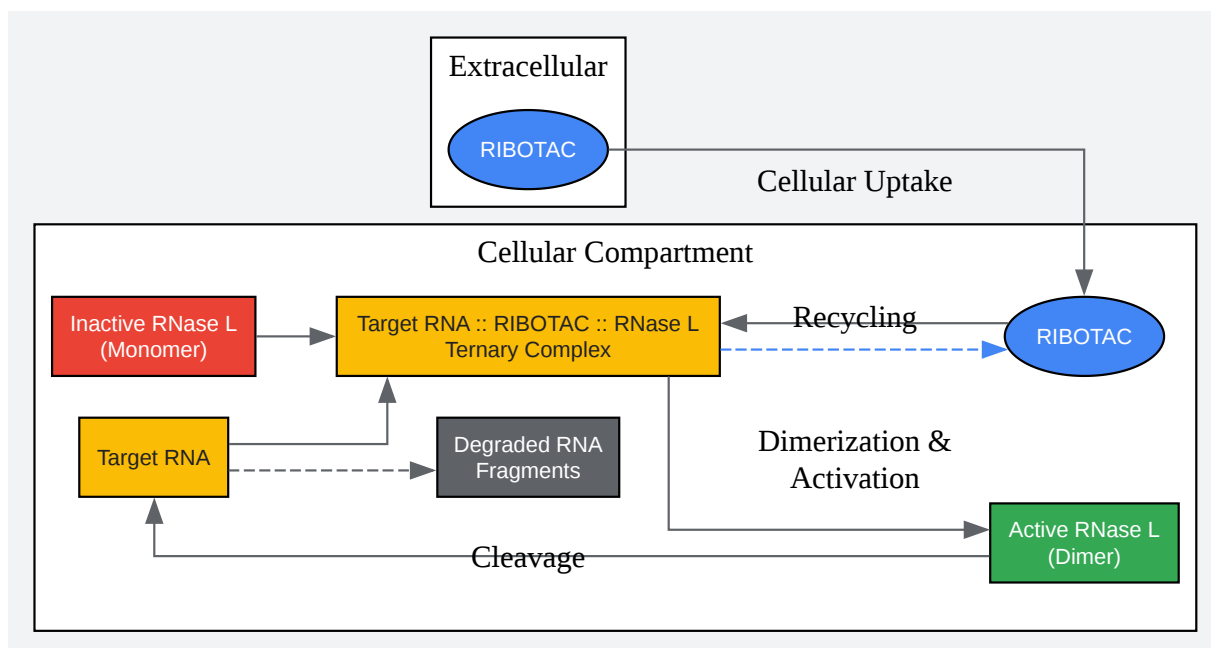 Extracellular
RIBOTAC
Cellular Uptake
Cellular Compartment
Inactive RNase L
(Monomer)
Target RNA :: RIBOTAC :: RNase L
Ternary Complex
Recycling
RIBOTAC
Target RNA
Degraded RNA
Fragments
Dimerization &
Activation
Active RNase L
(Dimer)
Cleavage